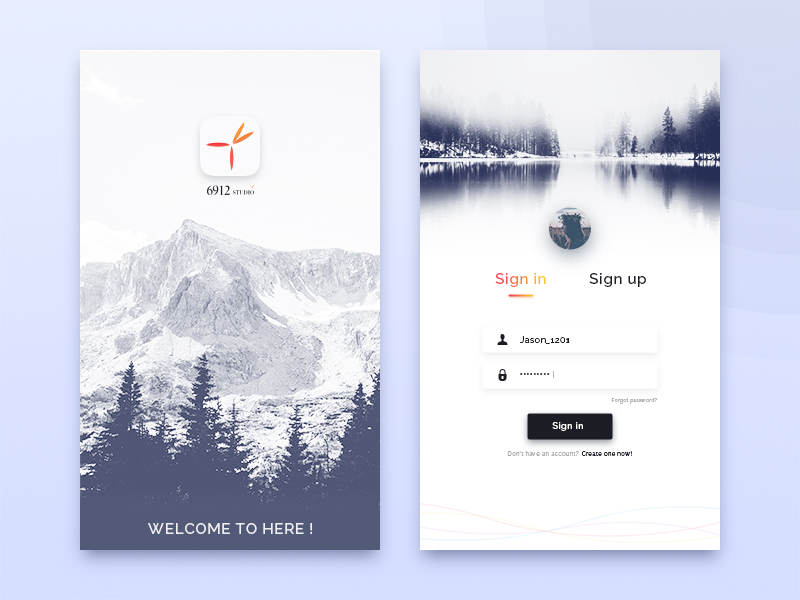 6912 STUDIO
WELCOME TO HERE !
Sign in Sign up
Jason_1201
Forgot password?
Sign in
Don't have an account? Create one now!